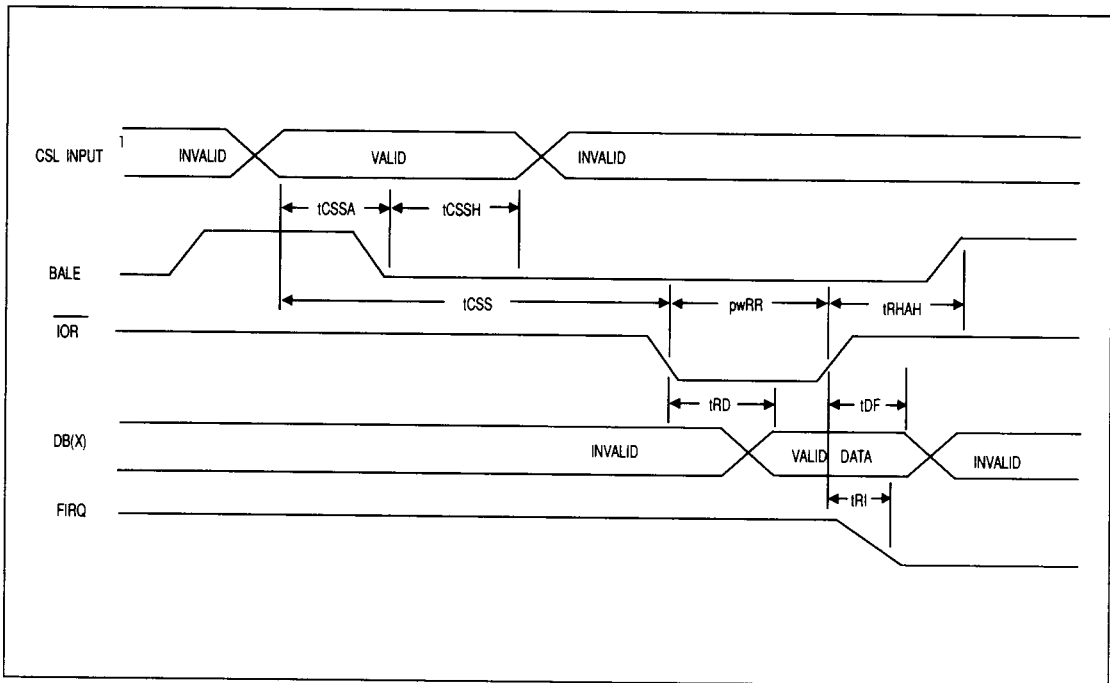 CSL INPUT
1
INVALID
VALID
INVALID
tCSSA
tCSSH
BALE
tCSS
pwRR
tRHAH
IOR
tRD
tDF
DB(X)
INVALID
VALID DATA
INVALID
tRI
FIRQ